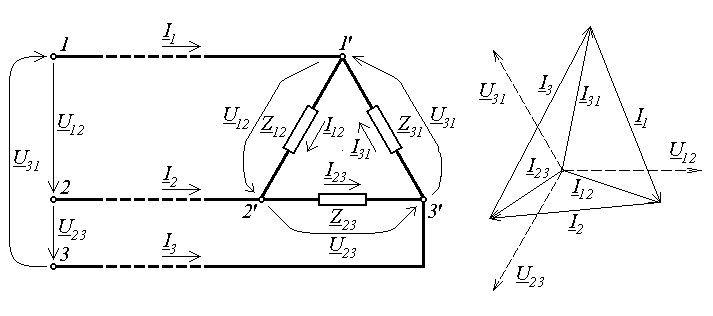 1 I1 1'
U12 U31 U12 Z12 I12 I31 Z31 U31
2 I2 2' I23 Z23 3'
U23 U23
3 I3
U31 I3 I31 I1
U12
I23 I12
I2
U23